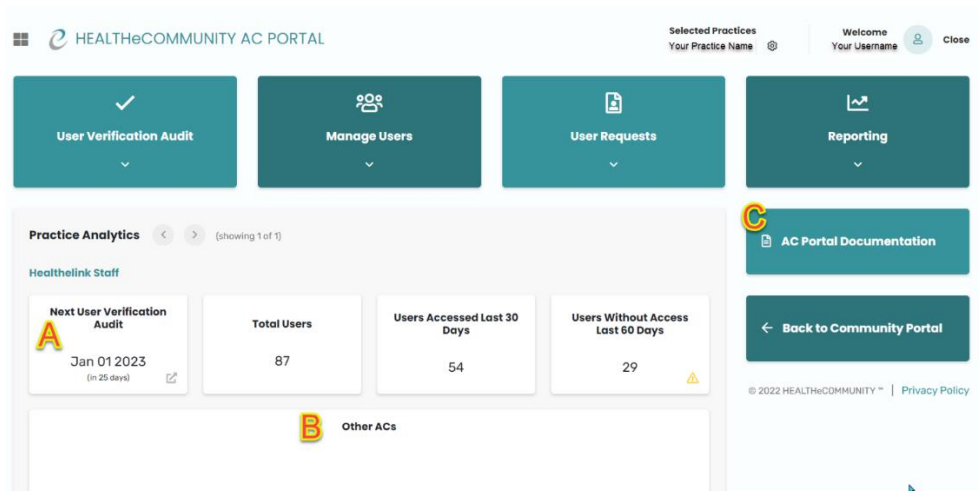 HEALTHeCOMMUNITY AC PORTAL
Selected Practices
Your Practice Name
Welcome
Your Username
Close
User Verification Audit
Manage Users
User Requests
Reporting
Practice Analytics
(showing 1 of 1)
C
AC Portal Documentation
Healthelink Staff
Next User Verification
Audit
A
Jan 01 2023
(in 25 days)
Total Users
87
Users Accessed Last 30
Days
54
Users Without Access
Last 60 Days
29
Back to Community Portal
© 2022 HEALTHeCOMMUNITY ™ | Privacy Policy
B
Other ACs